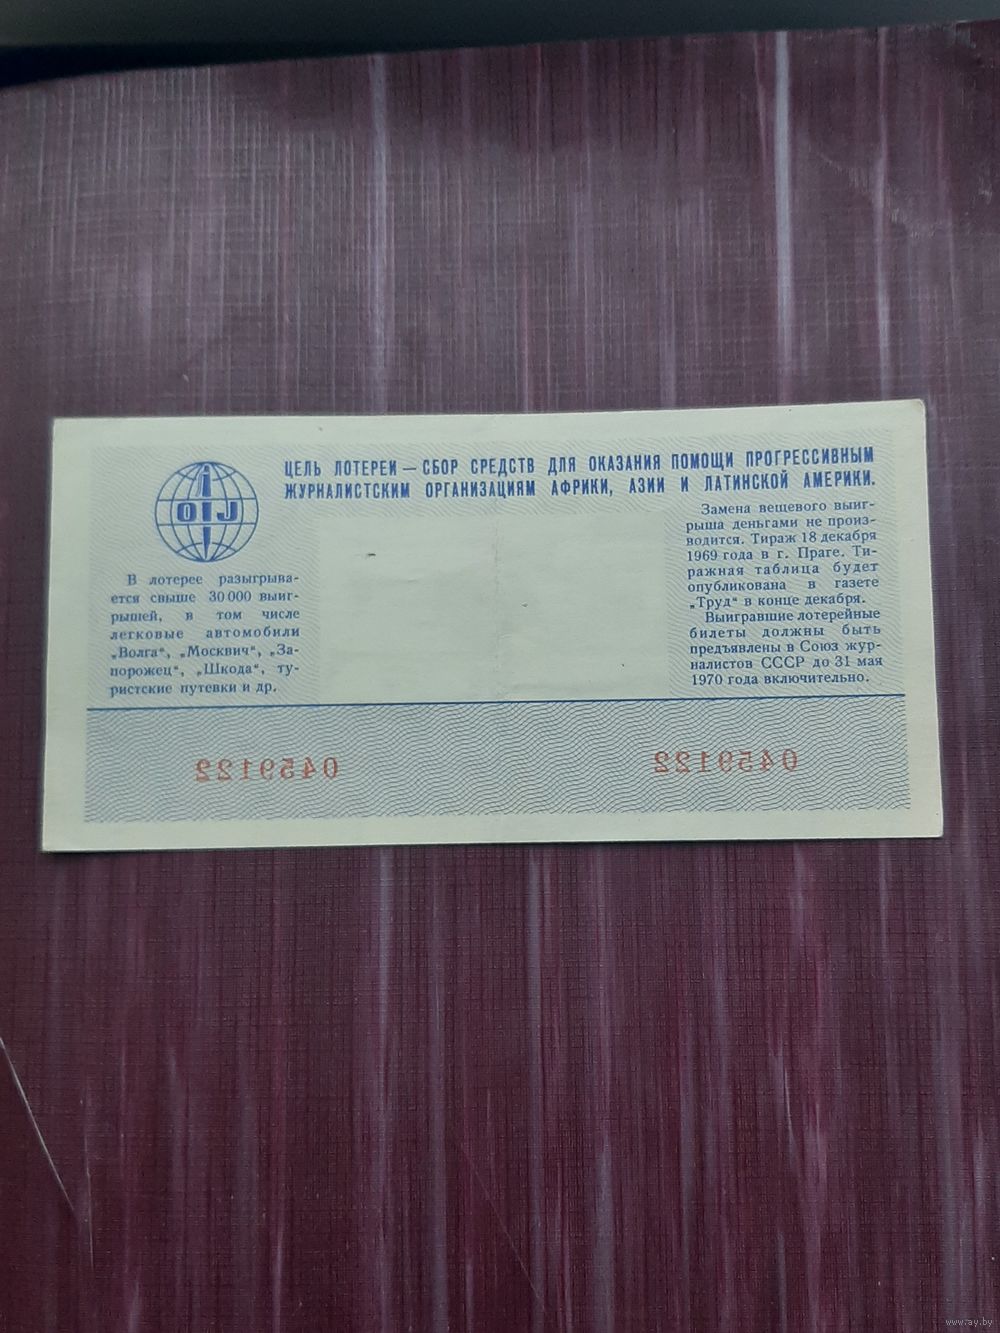 ЦЕЛЬ ЛОТЕРЕИ — СБОР СРЕДСТВ ДЛЯ ОКАЗАНИЯ ПОМОЩИ ПРОГРЕССИВНЫМ
ЖУРНАЛИСТСКИМ ОРГАНИЗАЦИЯМ АФРИКИ, АЗИИ И ЛАТИНСКОЙ АМЕРИКИ.
OIJ
В лотерее разыгрыва-
ется свыше 30 000 выиг-
рышей, в том числе
легковые автомобили
„Волга“, „Москвич“, „За-
порожец“, „Шкода“, ту-
ристские путевки и др.
Замена вещевого выиг-
рыша деньгами не произ-
водится. Тираж 18 декабря
1969 года в г. Праге. Ти-
ражная таблица будет
опубликована в газете
„Труд“ в конце декабря.
Выигравшие лотерейные
билеты должны быть
предъявлены в Союз жур-
налистов СССР до 31 мая
1970 года включительно.
0459122 0459122
www.ay.by